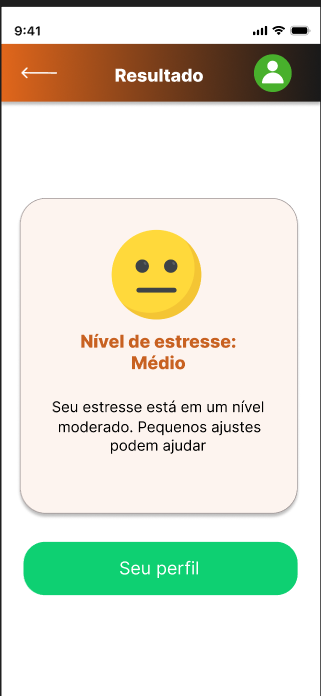 9:41
Resultado
Nível de estresse:
Médio
Seu estresse está em um nível
moderado. Pequenos ajustes
podem ajudar
Seu perfil